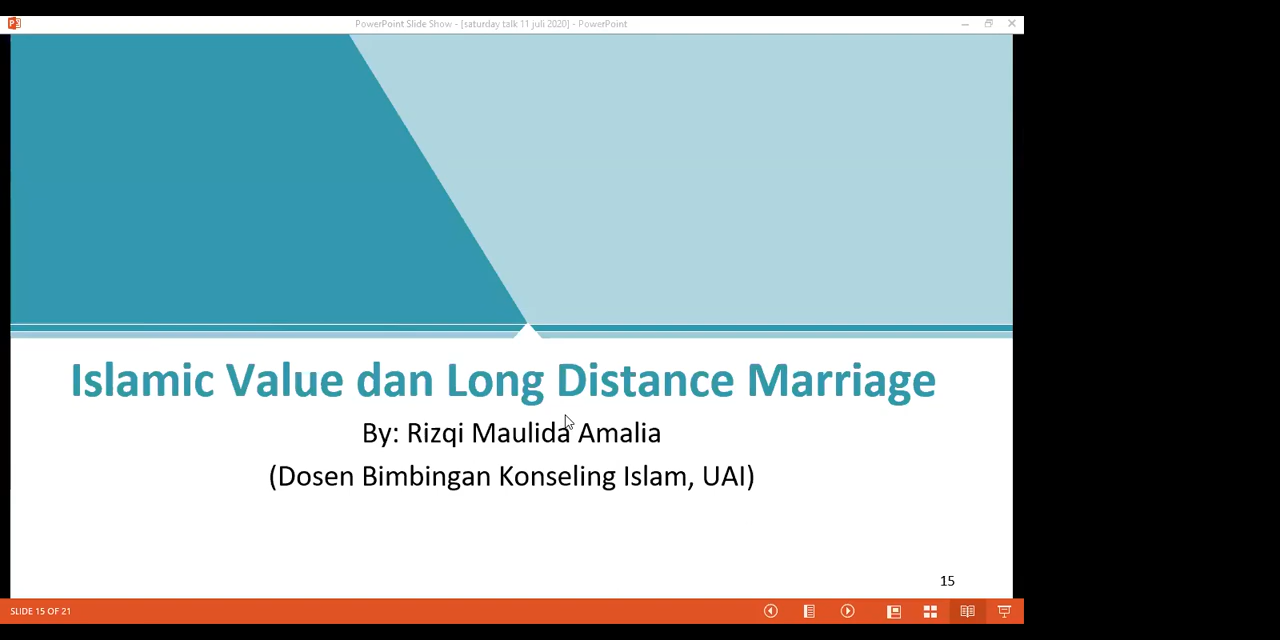 PowerPoint Slide Show - [saturday talk 11 juli 2020] - PowerPoint
Islamic Value dan Long Distance Marriage
By: Rizqi Maulida Amalia
(Dosen Bimbingan Konseling Islam, UAI)
15
SLIDE 15 OF 21